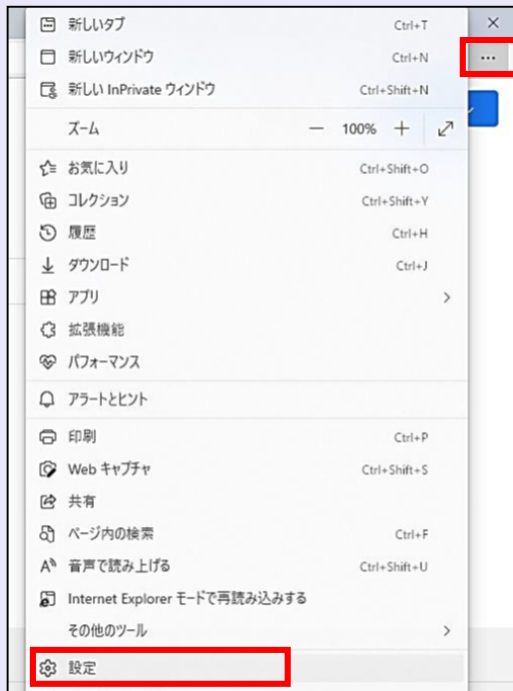 新しいタブ Ctrl+T
新しいウィンドウ Ctrl+N
新しい InPrivate ウィンドウ Ctrl+Shift+N
ズーム — 100% +
お気に入り Ctrl+Shift+O
コレクション Ctrl+Shift+Y
履歴 Ctrl+H
ダウンロード Ctrl+J
アプリ
拡張機能
パフォーマンス
アラートとヒント
印刷 Ctrl+P
Web キャプチャ Ctrl+Shift+S
共有
ページ内の検索 Ctrl+F
音声で読み上げる Ctrl+Shift+U
Internet Explorer モードで再読み込みする
その他のツール
設定